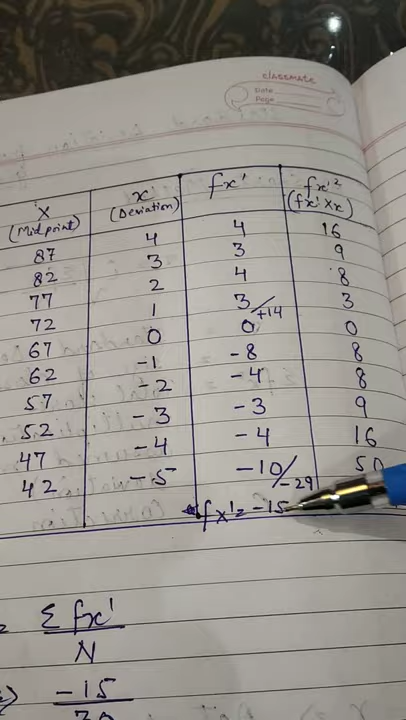 classmate
Date
Page
X x fx' fx'²
(Midpoint) (Deviation) (fx' × x)
87 4 4 16
82 3 3 9
77 2 4 8
72 1 3/+14 3
67 0 0 0
62 -1 -8 8
57 -2 -4 8
52 -3 -3 9
47 -4 -4 16
42 -5 -10/-29 50
fx' = -15
= Σfx'
N
-15